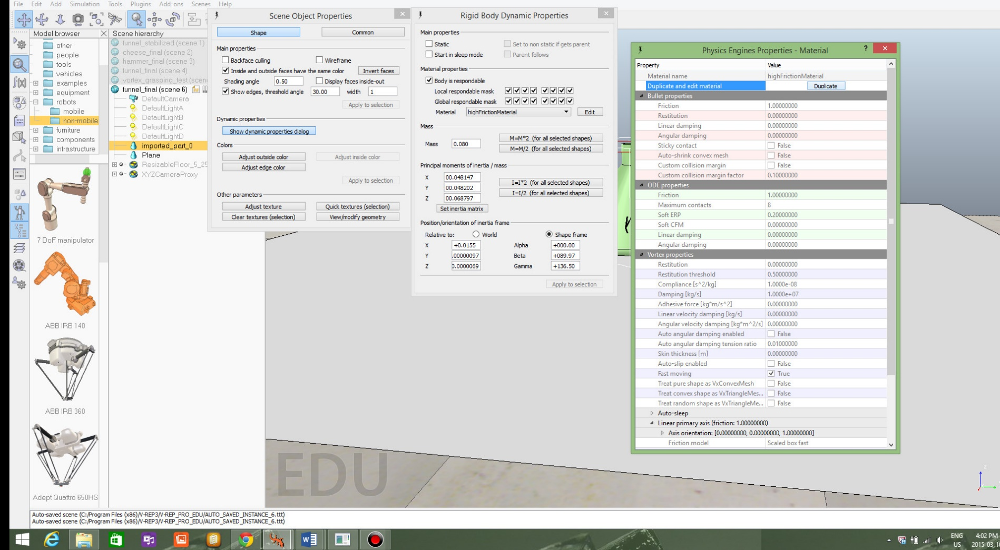 File Edit Add Simulation Tools Plugins Add-ons Scenes Help
Model browser
other
people
tools
vehicles
examples
equipment
robots
mobile
non-mobile
furniture
components
infrastructure
7 DoF manipulator
ABB IRB 140
ABB IRB 360
Adept Quattro 650HS
Scene hierarchy
funnel_stabilized (scene 1)
cheese_final (scene 2)
hammer_final (scene 3)
funnel_final (scene 4)
vortex_grasping_test (scen
funnel_final (scene 6)
DefaultCamera
DefaultLightA
DefaultLightB
DefaultLightC
DefaultLightD
imported_part_0
Plane
ResizableFloor_5_25
XYZCameraProxy
Scene Object Properties
Shape Common
Main properties
Backface culling Wireframe
Inside and outside faces have the same color Invert faces
Shading angle 0.50 Display faces inside-out
Show edges, threshold angle 30.00 width 1
Apply to selection
Dynamic properties
Show dynamic properties dialog
Colors
Adjust outside color Adjust inside color
Adjust edge color
Apply to selection
Other parameters
Adjust texture Quick textures (selection)
Clear textures (selection) View/modify geometry
Rigid Body Dynamic Properties
Main properties
Static Set to non static if gets parent
Start in sleep mode Parent follows
Material properties
Body is respondable
Local respondable mask
Global respondable mask
Material highFrictionMaterial Edit
Mass
Mass 0.080 M=M*2 (for all selected shapes)
M=M/2 (for all selected shapes)
Principal moments of inertia / mass
X 00.048147
Y 00.048202 I=I*2 (for all selected shapes)
Z 00.068797 I=I/2 (for all selected shapes)
Set inertia matrix
Position/orientation of inertia frame
Relative to: World Shape frame
X +0.0155 Alpha +000.00
Y .00000097 Beta +089.97
Z 0.0000069 Gamma +136.50
Apply to selection
Physics Engines Properties - Material ?
Property Value
Material name highFrictionMaterial
Duplicate and edit material Duplicate
Bullet properties
Friction 1.00000000
Restitution 0.00000000
Linear damping 0.00000000
Angular damping 0.00000000
Sticky contact False
Auto-shrink convex mesh False
Custom collision margin False
Custom collision margin factor 0.10000000
ODE properties
Friction 1.00000000
Maximum contacts 8
Soft ERP 0.20000000
Soft CFM 0.00000000
Linear damping 0.00000000
Angular damping 0.00000000
Vortex properties
Restitution 0.00000000
Restitution threshold 0.50000000
Compliance [s^2/kg] 1.0000e-08
Damping [kg/s] 1.0000e+07
Adhesive force [kg*m/s^2] 0.00000000
Linear velocity damping [kg/s] 0.00000000
Angular velocity damping [kg*m^2/s] 0.00000000
Auto angular damping enabled False
Auto angular damping tension ratio 0.01000000
Skin thickness [m] 0.00000000
Auto-slip enabled False
Fast moving True
Treat pure shape as VxConvexMesh False
Treat convex shape as VxTriangleMes... False
Treat random shape as VxTriangleMe... False
Auto-sleep
Linear primary axis (friction: 1.00000000)
Axis orientation: [0.00000000, 0.00000000, 1.00000000]
Friction model Scaled box fast
EDU
z
Auto-saved scene (C:/Program Files (x86)/V-REP3/V-REP_PRO_EDU/AUTO_SAVED_INSTANCE_6.ttt)
Auto-saved scene (C:/Program Files (x86)/V-REP3/V-REP_PRO_EDU/AUTO_SAVED_INSTANCE_6.ttt)
ENG 4:02 PM
US 2015-03-10